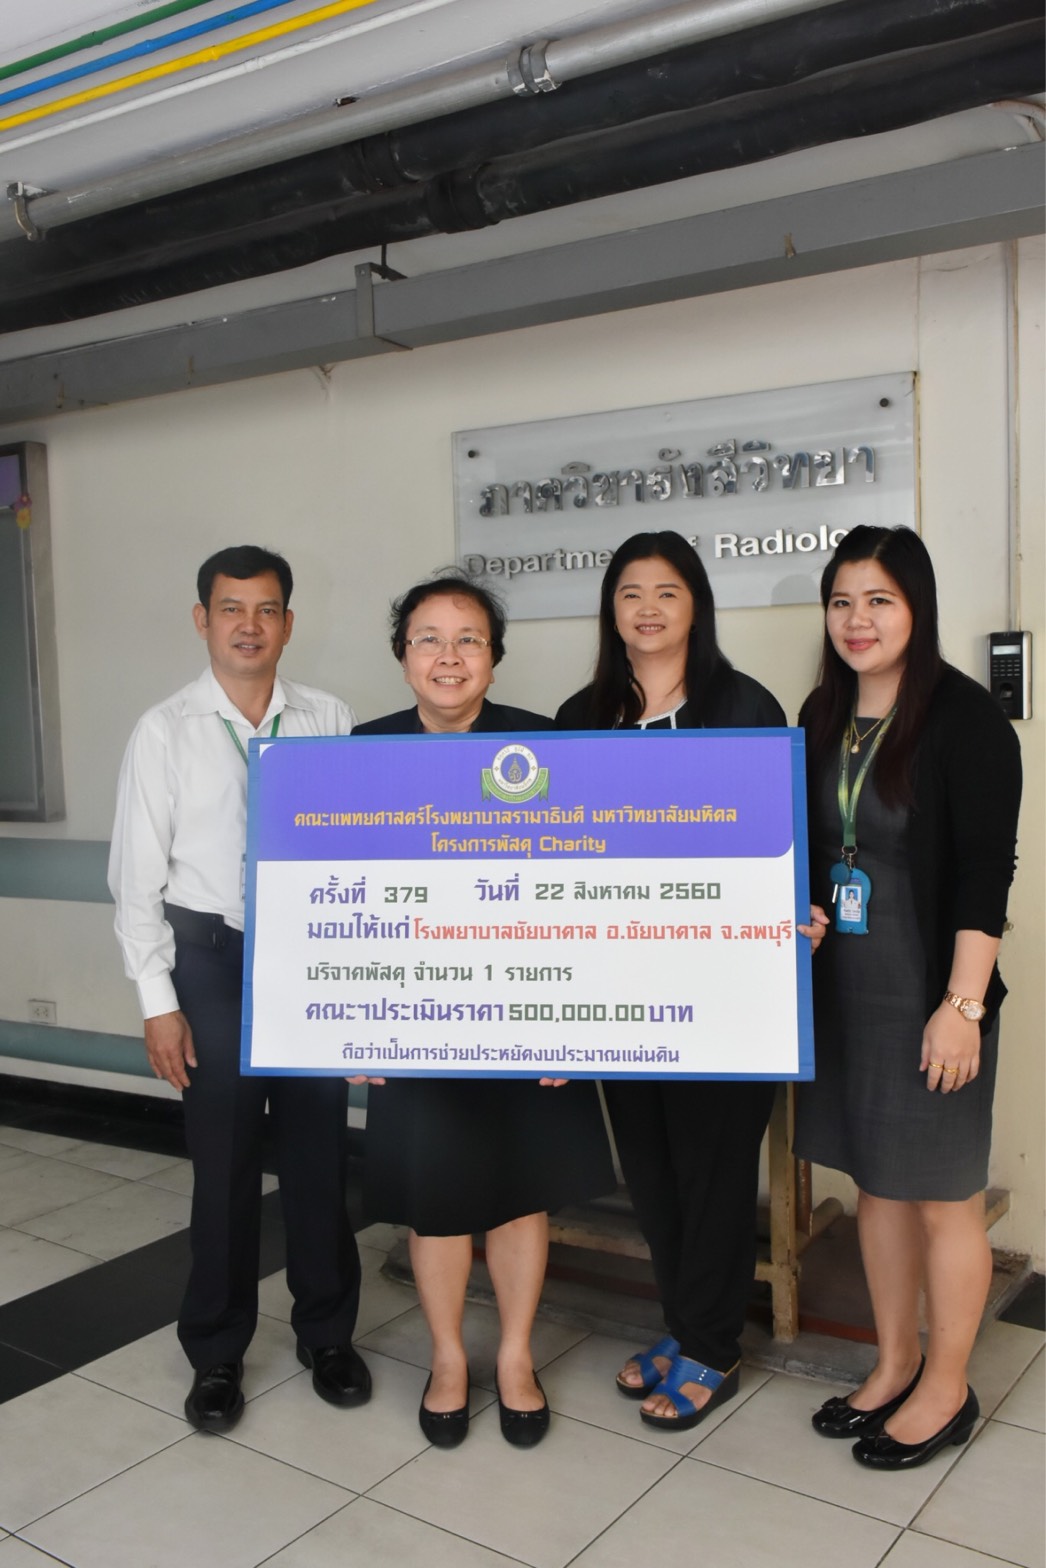 ภาควิชารังสีวิทยา
Department of Radiolo
คณะแพทยศาสตร์โรงพยาบาลรามาธิบดี มหาวิทยาลัยมหิดล
โครงการพัสดุ Charity
ครั้งที่ 379 วันที่ 22 สิงหาคม 2560
มอบให้แก่ โรงพยาบาลชัยบาดาล อ.ชัยบาดาล จ.ลพบุรี
บริจาคพัสดุ จำนวน 1 รายการ
คณะฯประเมินราคา 500,000.00 บาท
ถือว่าเป็นการช่วยประหยัดงบประมาณแผ่นดิน